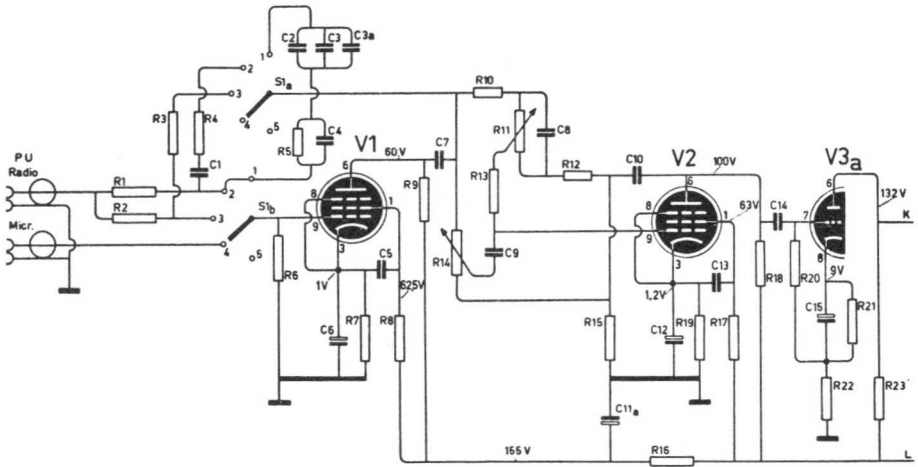 C2 C3 C3a
1
2
S1a
3
4
5
R3
R4
R5
C4
C1
PU
Radio
Micr.
R1
R2
1
2
3
S1b
4
5
R6
V1
6
8
9
1
3
60V
1V
C5
625V
C6
R7
R8
R9
C7
R10
R11
C8
R12
R13
R14
C9
C10
V2
6
8
9
1
3
100V
63V
1,2V
C13
R15
C12
R19
R17
C11a
155V
R16
R18
C14
V3a
6
7
8
132V
K
9V
R20
C15
R21
R22
R23
L